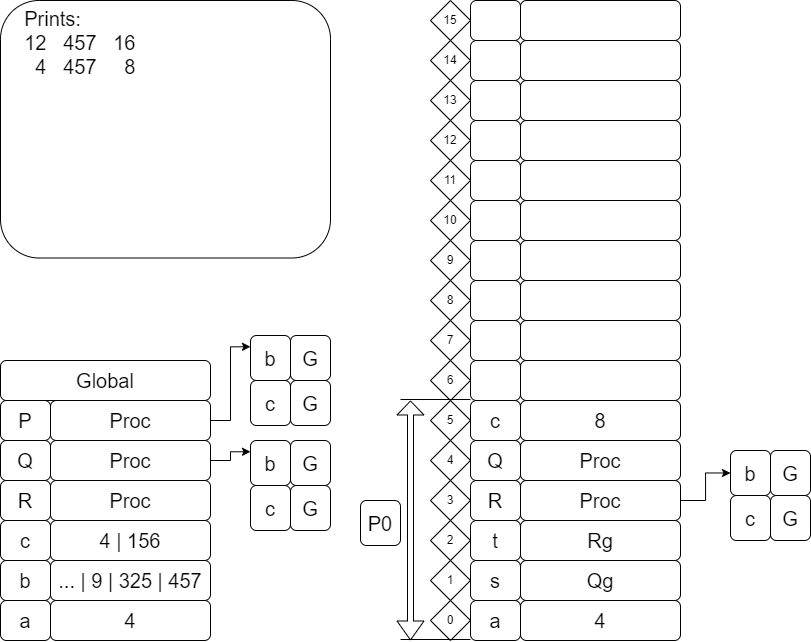 Prints:
12 457 16
4 457 8
15
14
13
12
11
10
9
8
7
6
5 c 8
4 Q Proc
3 R Proc
2 t Rg
1 s Qg
0 a 4
P0
b G
c G
Global
P Proc
Q Proc
R Proc
c 4 | 156
b ... | 9 | 325 | 457
a 4
b G
c G
b G
c G